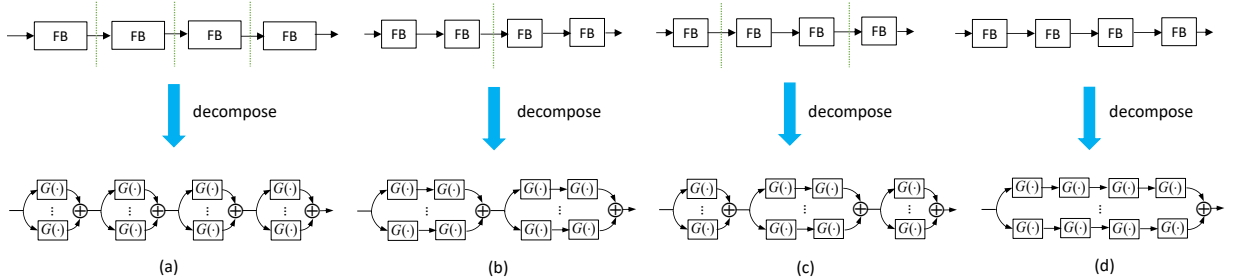 FB FB FB FB
decompose
G(·) G(·) G(·) G(·)
⋮ ⋮ ⋮ ⋮
G(·) G(·) G(·) G(·)
(a)
FB FB FB FB
decompose
G(·) G(·) G(·) G(·)
⋮ ⋮
G(·) G(·) G(·) G(·)
(b)
FB FB FB FB
decompose
G(·) G(·) G(·) G(·)
⋮ ⋮ ⋮
G(·) G(·) G(·) G(·)
(c)
FB FB FB FB
decompose
G(·) G(·) G(·) G(·)
⋮
G(·) G(·) G(·) G(·)
(d)